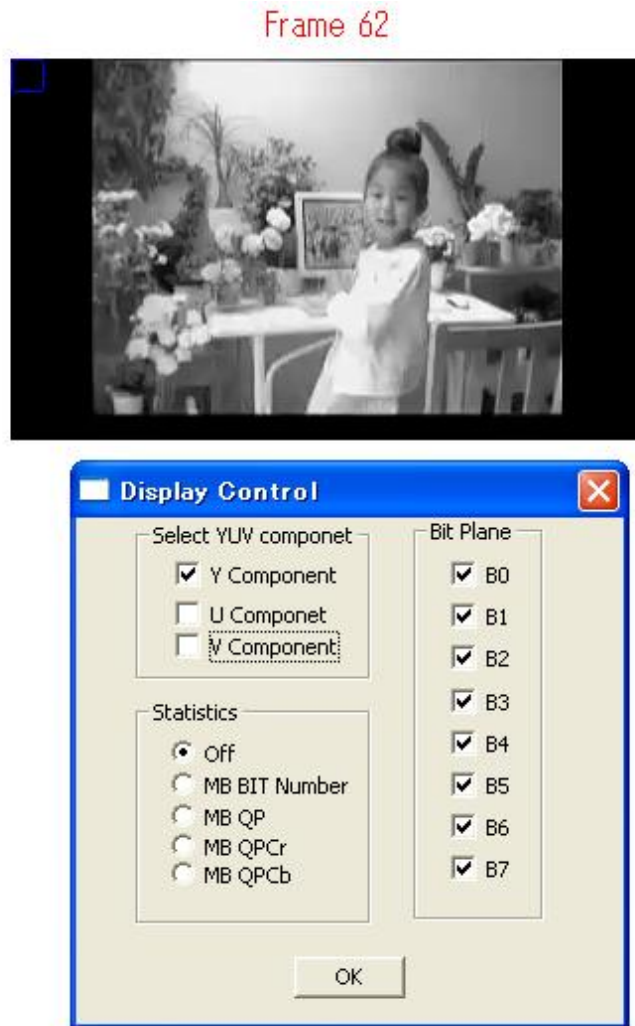 Frame 62
Display Control
Select YUV componet
Y Component
U Componet
V Component
Statistics
Off
MB BIT Number
MB QP
MB QPCr
MB QPCb
Bit Plane
B0
B1
B2
B3
B4
B5
B6
B7
OK